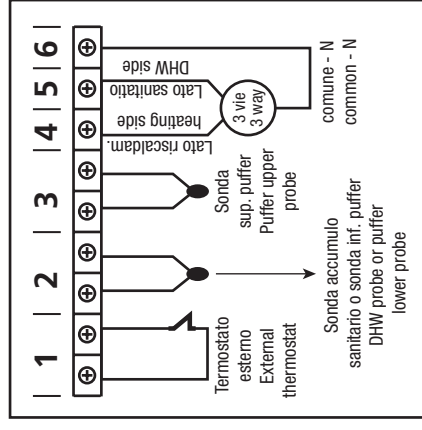 1
2
3
4
5
6
Termostato
esterno
External
thermostat
Sonda accumulo
sanitario o sonda inf. puffer
DHW probe or puffer
lower probe
Sonda
sup. puffer
Puffer upper
probe
Lato riscaldam.
heating side
Lato sanitatio
DHW side
3 vie
3 way
comune - N
common - N